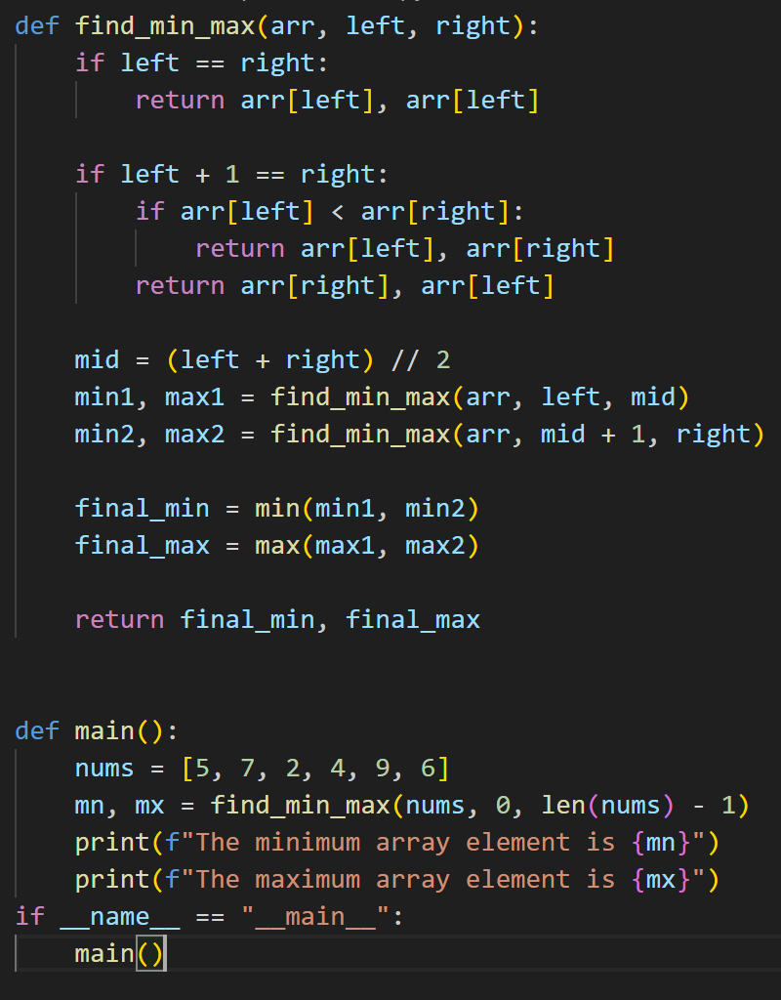 def find_min_max(arr, left, right):
    if left == right:
        return arr[left], arr[left]

    if left + 1 == right:
        if arr[left] < arr[right]:
            return arr[left], arr[right]
        return arr[right], arr[left]

    mid = (left + right) // 2
    min1, max1 = find_min_max(arr, left, mid)
    min2, max2 = find_min_max(arr, mid + 1, right)

    final_min = min(min1, min2)
    final_max = max(max1, max2)

    return final_min, final_max


def main():
    nums = [5, 7, 2, 4, 9, 6]
    mn, mx = find_min_max(nums, 0, len(nums) - 1)
    print(f"The minimum array element is {mn}")
    print(f"The maximum array element is {mx}")
if __name__ == "__main__":
    main()